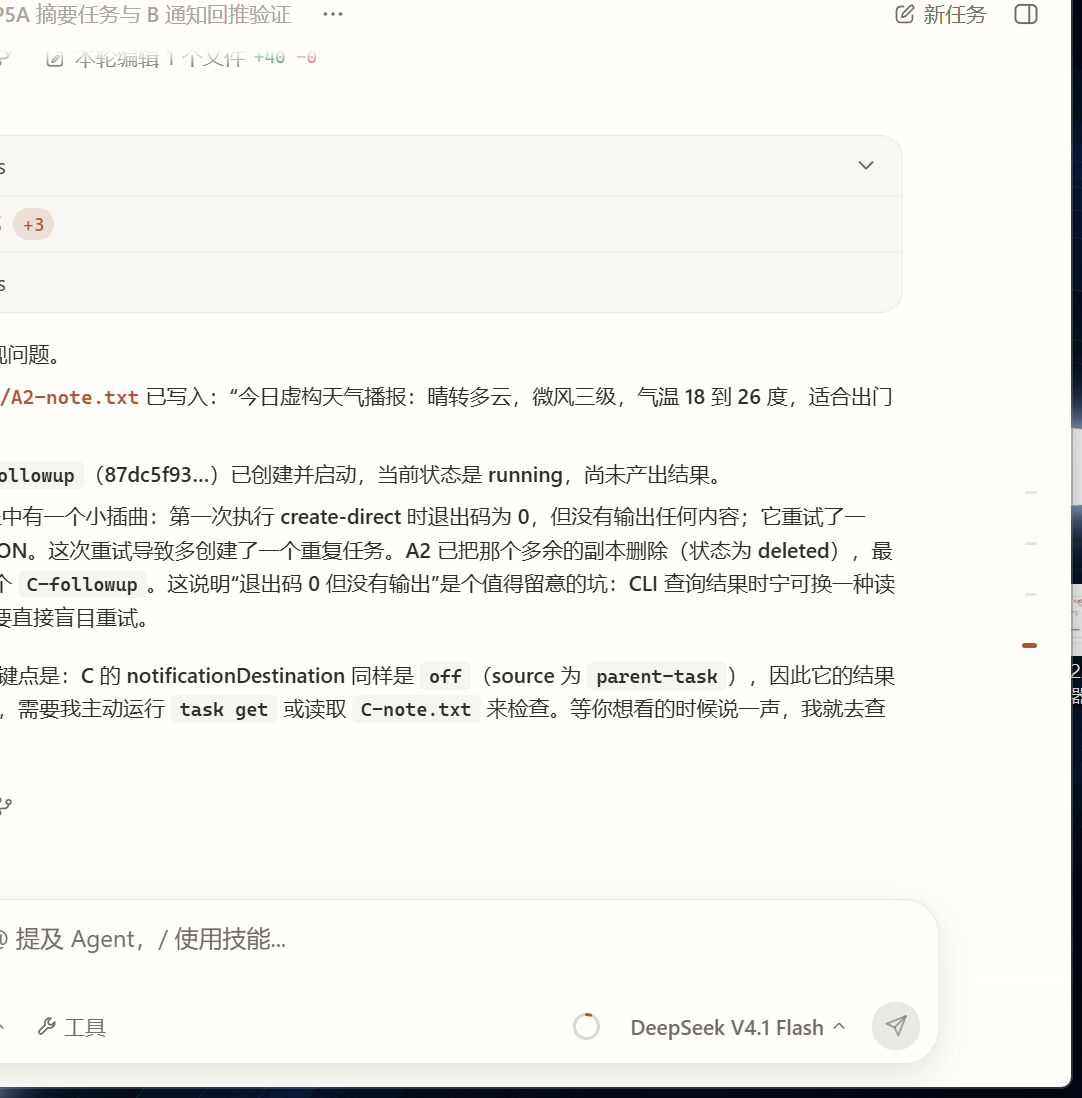 P5A 摘要任务与 B 通知回推验证 ···
新任务
本轮编辑 1 个文件 +40 -0
s
+3
s
现问题。
/A2-note.txt 已写入：“今日虚构天气播报：晴转多云，微风三级，气温 18 到 26 度，适合出门
ollowup （87dc5f93...）已创建并启动，当前状态是 running，尚未产出结果。
中有一个小插曲：第一次执行 create-direct 时退出码为 0，但没有输出任何内容；它重试了一
ON。这次重试导致多创建了一个重复任务。A2 已把那个多余的副本删除（状态为 deleted），最
个 C-followup 。这说明“退出码 0 但没有输出”是个值得留意的坑：CLI 查询结果时宁可换一种读
要直接盲目重试。
键点是：C 的 notificationDestination 同样是 off （source 为 parent-task ），因此它的结果
，需要我主动运行 task get 或读取 C-note.txt 来检查。等你想看的时候说一声，我就去查
@ 提及 Agent，/ 使用技能...
工具
DeepSeek V4.1 Flash